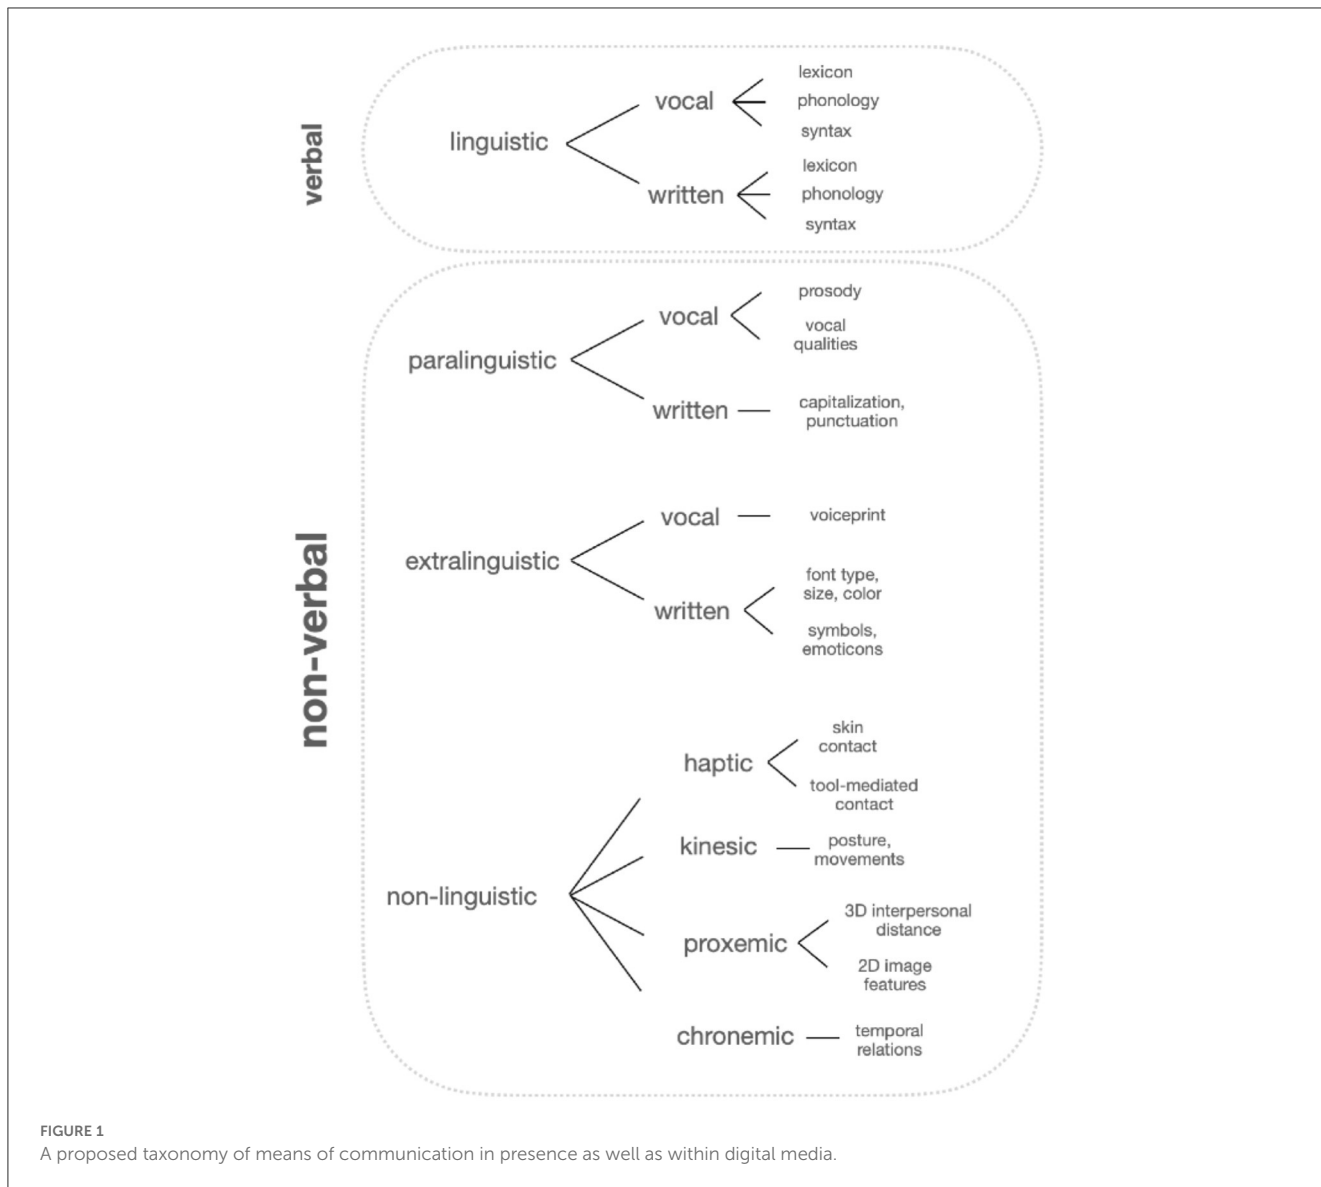 verbal
linguistic
vocal
lexicon
phonology
syntax
written
lexicon
phonology
syntax
non-verbal
paralinguistic
vocal
prosody
vocal
qualities
written
capitalization,
punctuation
extralinguistic
vocal
voiceprint
written
font type,
size, color
symbols,
emoticons
non-linguistic
haptic
skin
contact
tool-mediated
contact
kinesic
posture,
movements
proxemic
3D interpersonal
distance
2D image
features
chronemic
temporal
relations
FIGURE 1
A proposed taxonomy of means of communication in presence as well as within digital media.